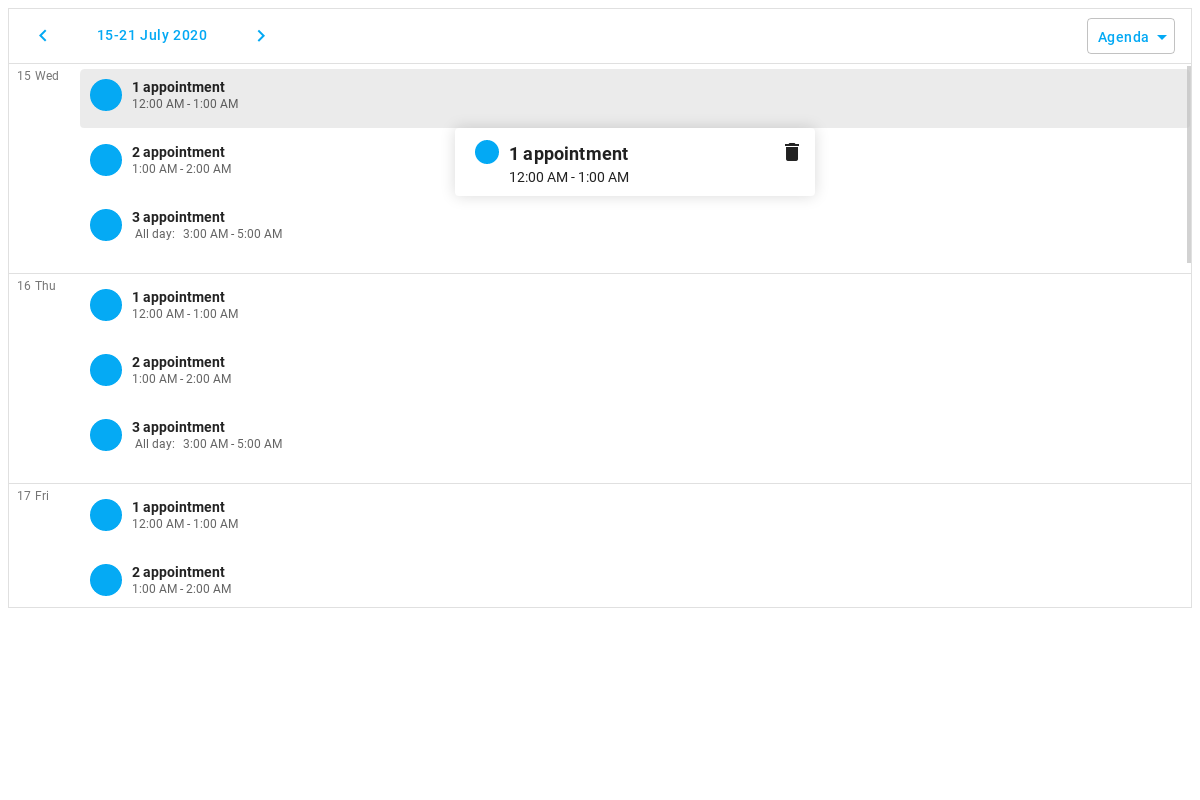 15-21 July 2020
Agenda
15 Wed
1 appointment
12:00 AM - 1:00 AM
2 appointment
1:00 AM - 2:00 AM
1 appointment
12:00 AM - 1:00 AM
3 appointment
All day: 3:00 AM - 5:00 AM
16 Thu
1 appointment
12:00 AM - 1:00 AM
2 appointment
1:00 AM - 2:00 AM
3 appointment
All day: 3:00 AM - 5:00 AM
17 Fri
1 appointment
12:00 AM - 1:00 AM
2 appointment
1:00 AM - 2:00 AM